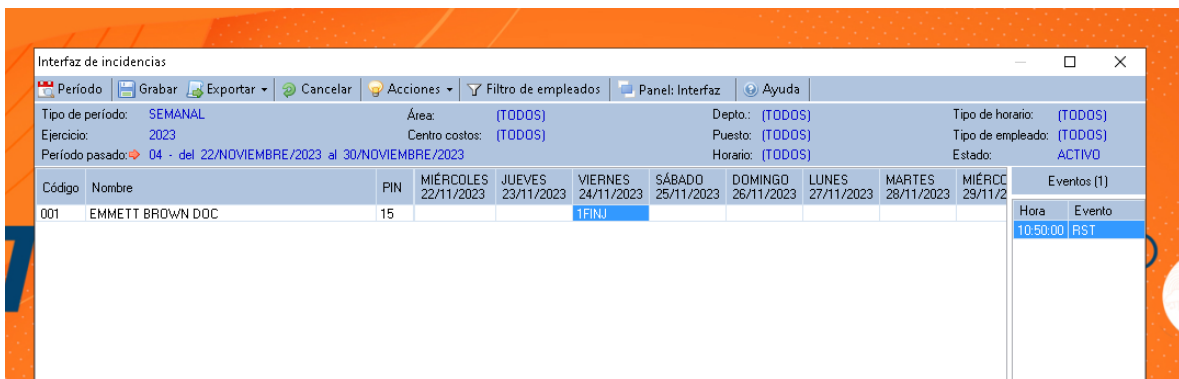 Interfaz de incidencias
Período Grabar Exportar Cancelar Acciones Filtro de empleados Panel: Interfaz Ayuda
Tipo de período: SEMANAL Área: (TODOS) Depto.: (TODOS) Tipo de horario: (TODOS)
Ejercicio: 2023 Centro costos: (TODOS) Puesto: (TODOS) Tipo de empleado: (TODOS)
Período pasado: 04 - del 22/NOVIEMBRE/2023 al 30/NOVIEMBRE/2023 Horario: (TODOS) Estado: ACTIVO
Código Nombre PIN MIÉRCOLES 22/11/2023 JUEVES 23/11/2023 VIERNES 24/11/2023 SÁBADO 25/11/2023 DOMINGO 26/11/2023 LUNES 27/11/2023 MARTES 28/11/2023 MIÉRCC 29/11/2 Eventos (1)
Hora Evento
001 EMMETT BROWN DOC 15 1FINJ
10:50:00 RST